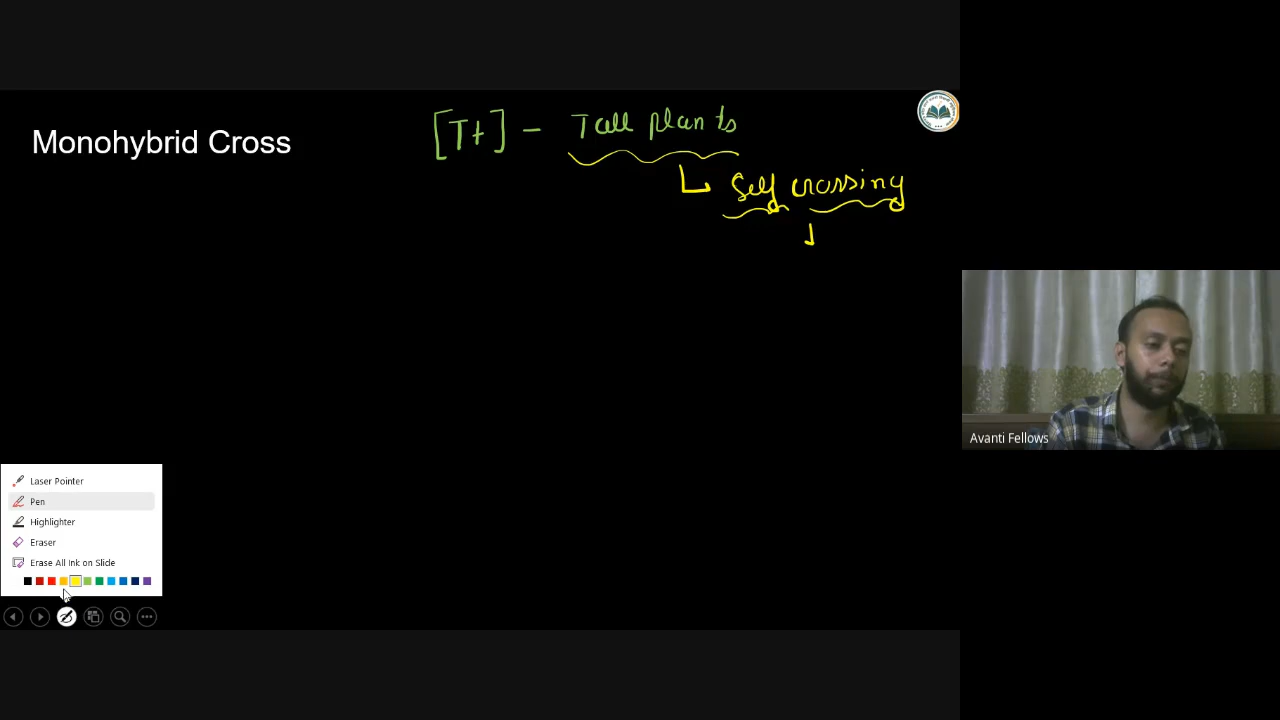 Monohybrid Cross
[Tt] - Tall plants
Self crossing
Avanti Fellows
Laser Pointer
Pen
Highlighter
Eraser
Erase All Ink on Slide